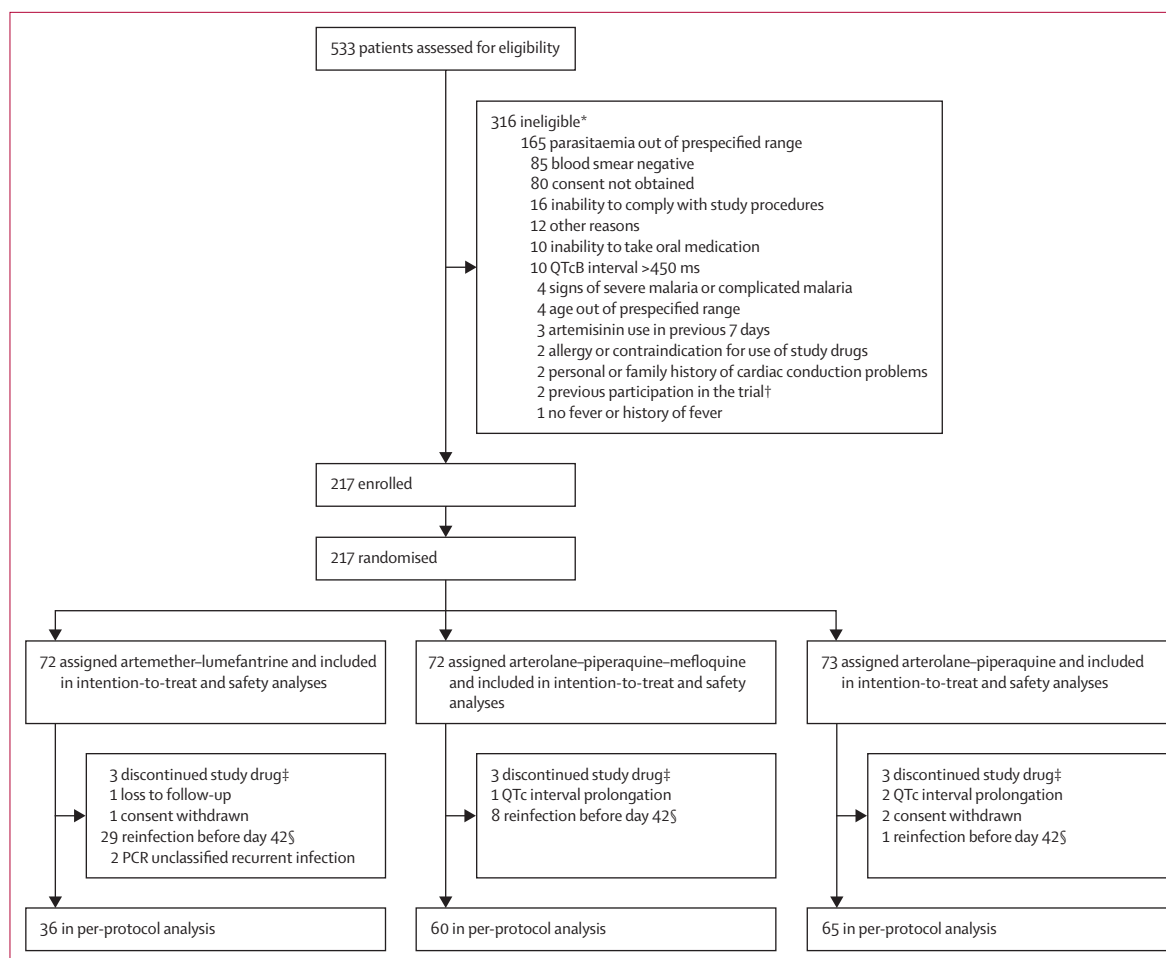 533 patients assessed for eligibility
316 ineligible*
165 parasitaemia out of prespecified range
85 blood smear negative
80 consent not obtained
16 inability to comply with study procedures
12 other reasons
10 inability to take oral medication
10 QTcB interval >450 ms
4 signs of severe malaria or complicated malaria
4 age out of prespecified range
3 artemisinin use in previous 7 days
2 allergy or contraindication for use of study drugs
2 personal or family history of cardiac conduction problems
2 previous participation in the trial†
1 no fever or history of fever
217 enrolled
217 randomised
72 assigned artemether–lumefantrine and included
in intention-to-treat and safety analyses
72 assigned arterolane–piperaquine–mefloquine
and included in intention-to-treat and safety
analyses
73 assigned arterolane–piperaquine and included
in intention-to-treat and safety analyses
3 discontinued study drug‡
1 loss to follow-up
1 consent withdrawn
29 reinfection before day 42§
2 PCR unclassified recurrent infection
3 discontinued study drug‡
1 QTc interval prolongation
8 reinfection before day 42§
3 discontinued study drug‡
2 QTc interval prolongation
2 consent withdrawn
1 reinfection before day 42§
36 in per-protocol analysis
60 in per-protocol analysis
65 in per-protocol analysis